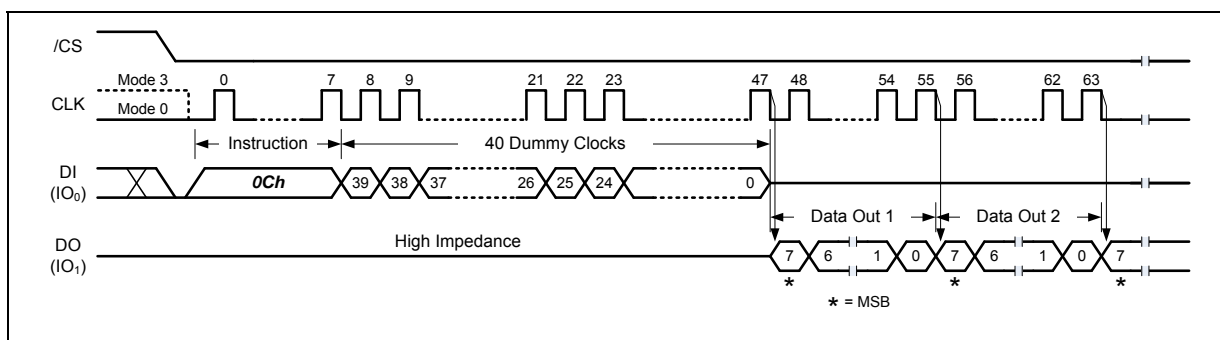 /CS
Mode 3 0 7 8 9 21 22 23 47 48 54 55 56 62 63
CLK Mode 0
Instruction 40 Dummy Clocks
DI
(IO0) 0Ch 39 38 37 26 25 24 0
Data Out 1 Data Out 2
High Impedance
DO
(IO1) 7 6 1 0 7 6 1 0 7
* * *
* = MSB